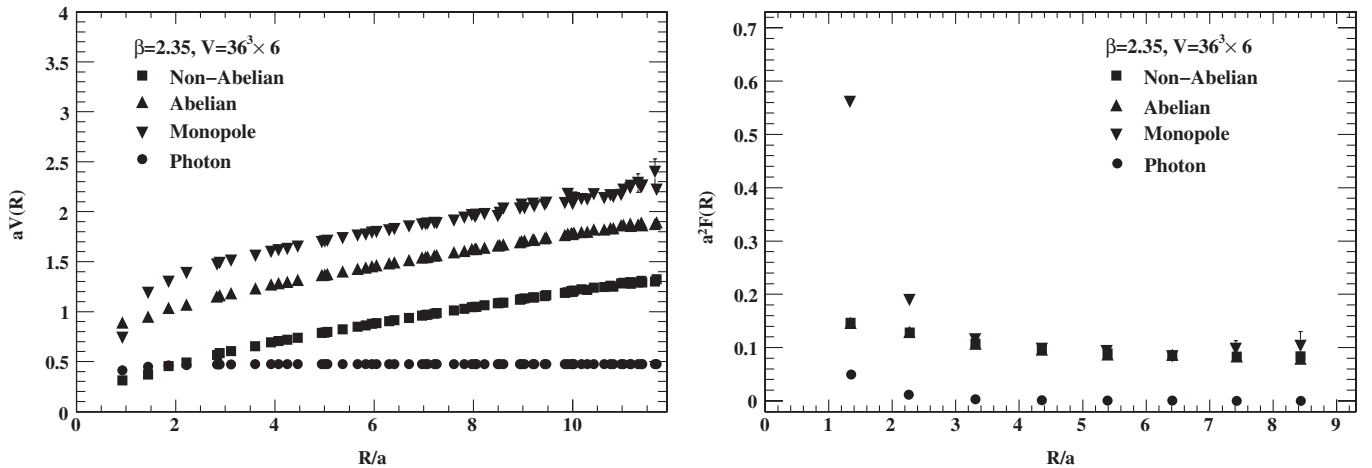 4
3.5
3
2.5
2
1.5
1
0.5
0
aV(R)
β=2.35, V=36³× 6
Non−Abelian
Abelian
Monopole
Photon
0 2 4 6 8 10
R/a
0.7
0.6
0.5
0.4
0.3
0.2
0.1
0
a²F(R)
β=2.35, V=36³× 6
Non−Abelian
Abelian
Monopole
Photon
0 1 2 3 4 5 6 7 8 9
R/a